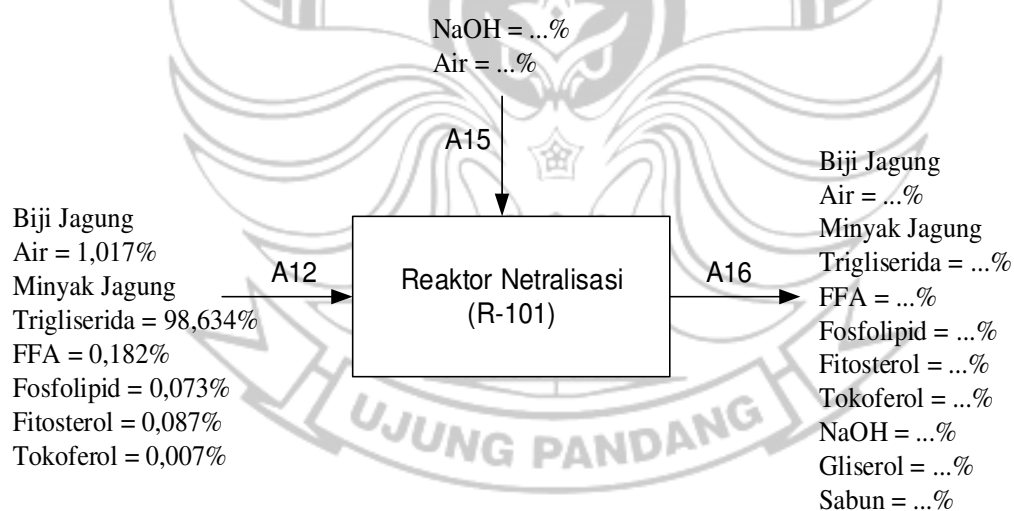 NaOH = ...%
Air = ...%
A15
Biji Jagung
Air = 1,017%
Minyak Jagung
Trigliserida = 98,634%
FFA = 0,182%
Fosfolipid = 0,073%
Fitosterol = 0,087%
Tokoferol = 0,007%
A12
Reaktor Netralisasi
(R-101)
A16
Biji Jagung
Air = ...%
Minyak Jagung
Trigliserida = ...%
FFA = ...%
Fosfolipid = ...%
Fitosterol = ...%
Tokoferol = ...%
NaOH = ...%
Gliserol = ...%
Sabun = ...%
UJUNG PANDANG